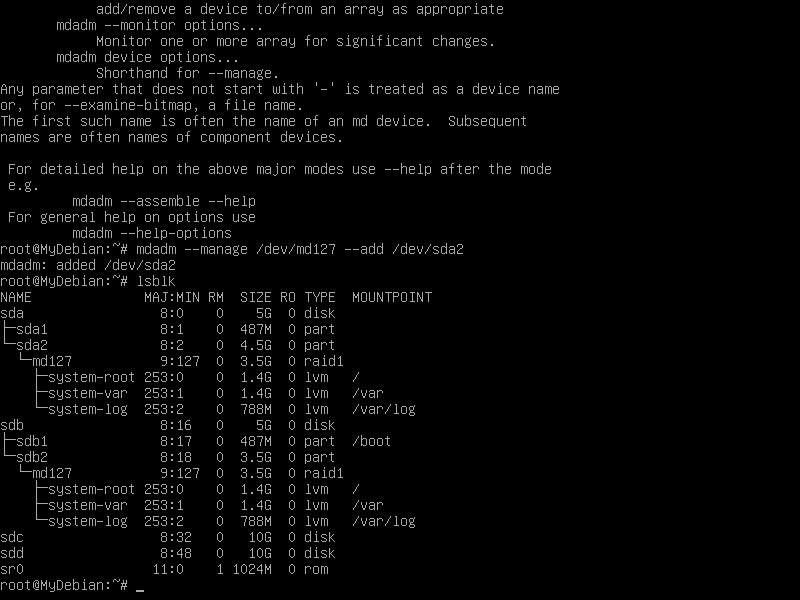 add/remove a device to/from an array as appropriate
       mdadm --monitor options...
            Monitor one or more array for significant changes.
       mdadm device options...
            Shorthand for --manage.
Any parameter that does not start with '-' is treated as a device name
or, for --examine-bitmap, a file name.
The first such name is often the name of an md device.  Subsequent
names are often names of component devices.

 For detailed help on the above major modes use --help after the mode
 e.g.
         mdadm --assemble --help
 For general help on options use
         mdadm --help-options
root@MyDebian:~# mdadm --manage /dev/md127 --add /dev/sda2
mdadm: added /dev/sda2
root@MyDebian:~# lsblk
NAME              MAJ:MIN RM  SIZE RO TYPE  MOUNTPOINT
sda                 8:0    0    5G  0 disk
├─sda1              8:1    0  487M  0 part
└─sda2              8:2    0  4.5G  0 part
  └─md127           9:127  0  3.5G  0 raid1
    ├─system-root 253:0    0  1.4G  0 lvm   /
    ├─system-var  253:1    0  1.4G  0 lvm   /var
    └─system-log  253:2    0  788M  0 lvm   /var/log
sdb                 8:16   0    5G  0 disk
├─sdb1              8:17   0  487M  0 part  /boot
└─sdb2              8:18   0  3.5G  0 part
  └─md127           9:127  0  3.5G  0 raid1
    ├─system-root 253:0    0  1.4G  0 lvm   /
    ├─system-var  253:1    0  1.4G  0 lvm   /var
    └─system-log  253:2    0  788M  0 lvm   /var/log
sdc                 8:32   0   10G  0 disk
sdd                 8:48   0   10G  0 disk
sr0                11:0    1 1024M  0 rom
root@MyDebian:~# _